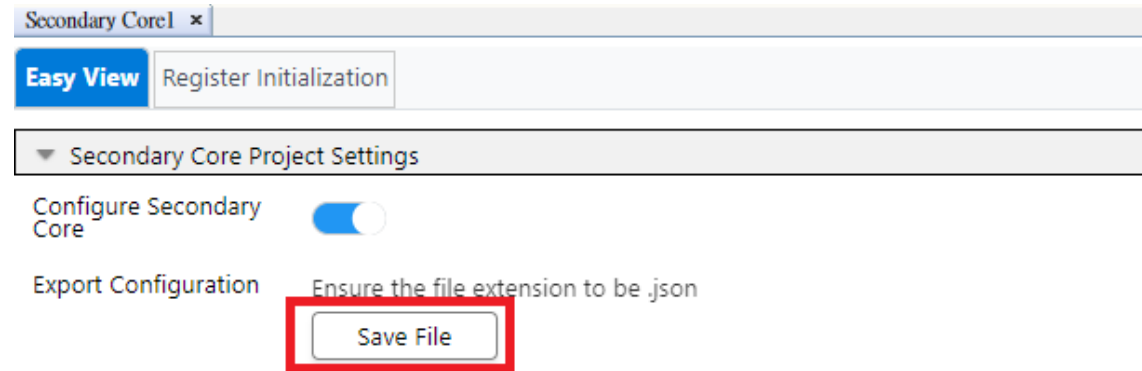 Secondary Core1 ×
Easy View
Register Initialization
Secondary Core Project Settings
Configure Secondary
Core
Export Configuration
Ensure the file extension to be .json
Save File